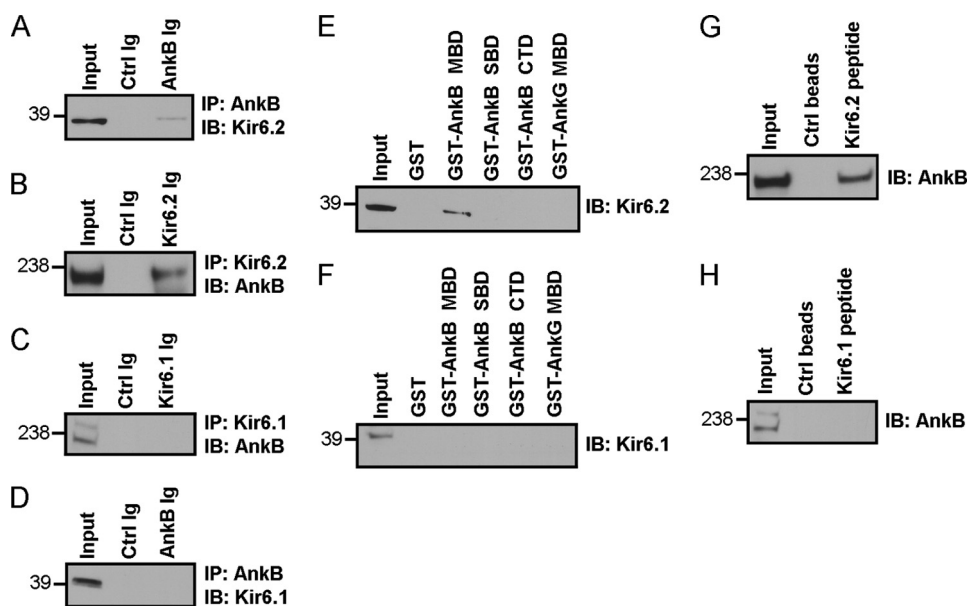 A
Input
Ctrl Ig
AnkB Ig
39
IP: AnkB
IB: Kir6.2
B
Input
Ctrl Ig
Kir6.2 Ig
238
IP: Kir6.2
IB: AnkB
C
Input
Ctrl Ig
Kir6.1 Ig
238
IP: Kir6.1
IB: AnkB
D
Input
Ctrl Ig
AnkB Ig
39
IP: AnkB
IB: Kir6.1
E
Input
GST
GST-AnkB MBD
GST-AnkB SBD
GST-AnkB CTD
GST-AnkG MBD
39
IB: Kir6.2
F
Input
GST
GST-AnkB MBD
GST-AnkB SBD
GST-AnkB CTD
GST-AnkG MBD
39
IB: Kir6.1
G
Input
Ctrl beads
Kir6.2 peptide
238
IB: AnkB
H
Input
Ctrl beads
Kir6.1 peptide
238
IB: AnkB